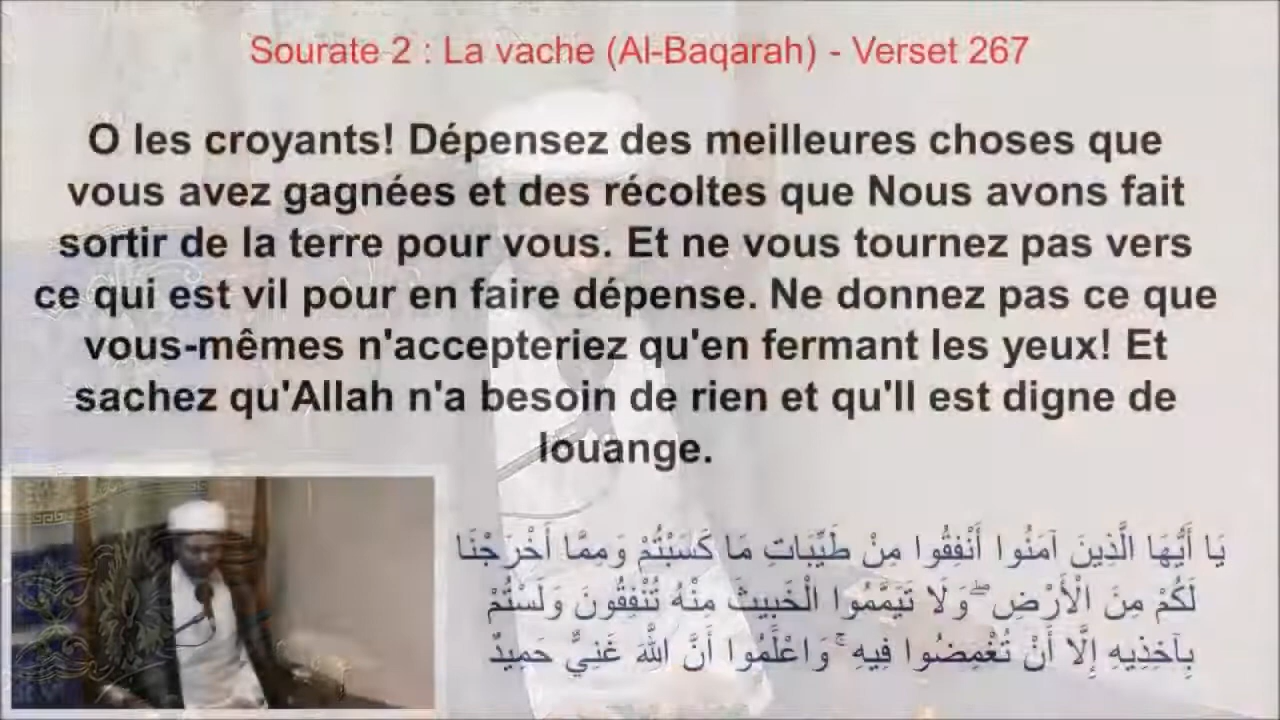 Sourate 2 : La vache (Al-Baqarah) - Verset 267
O les croyants! Dépensez des meilleures choses que
vous avez gagnées et des récoltes que Nous avons fait
sortir de la terre pour vous. Et ne vous tournez pas vers
ce qui est vil pour en faire dépense. Ne donnez pas ce que
vous-mêmes n'accepteriez qu'en fermant les yeux! Et
sachez qu'Allah n'a besoin de rien et qu'Il est digne de
louange.
يَا أَيُّهَا الَّذِينَ آمَنُوا أَنْفِقُوا مِنْ طَيِّبَاتِ مَا كَسَبْتُمْ وَمِمَّا أَخْرَجْنَا
لَكُمْ مِنَ الْأَرْضِ ۖ وَلَا تَيَمَّمُوا الْخَبِيثَ مِنْهُ تُنْفِقُونَ وَلَسْتُمْ
بِآخِذِيهِ إِلَّا أَنْ تُغْمِضُوا فِيهِ ۚ وَاعْلَمُوا أَنَّ اللَّهَ غَنِيٌّ حَمِيدٌ